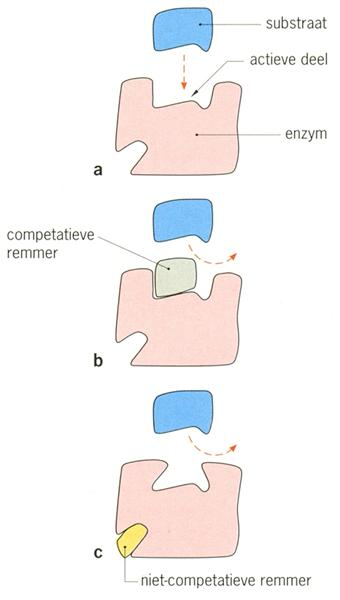 substraat
actieve deel
enzym
a
competatieve
remmer
b
c
niet-competatieve remmer